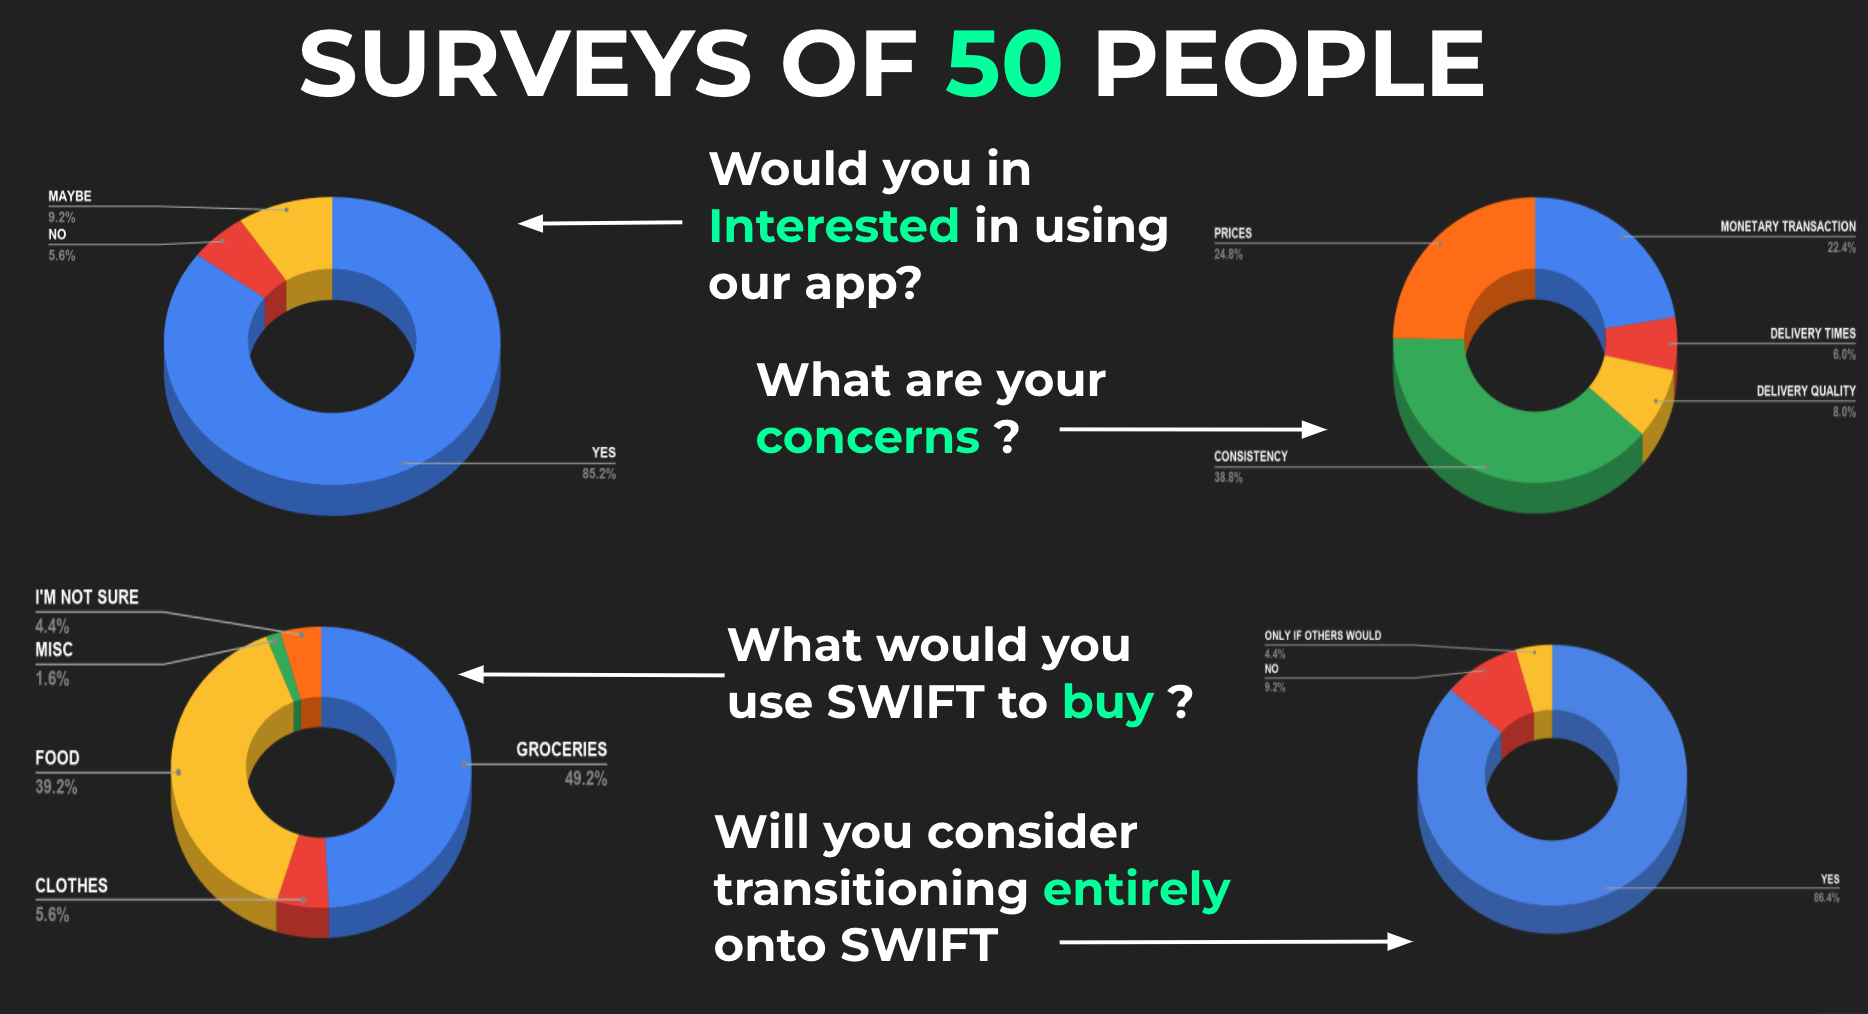 SURVEYS OF 50 PEOPLE
Would you in
Interested in using
our app?
MAYBE
9.2%
NO
5.6%
YES
85.2%
What are your
concerns ?
PRICES
24.8%
MONETARY TRANSACTION
22.4%
DELIVERY TIMES
6.0%
DELIVERY QUALITY
8.0%
CONSISTENCY
38.8%
What would you
use SWIFT to buy ?
I'M NOT SURE
4.4%
MISC
1.6%
FOOD
39.2%
GROCERIES
49.2%
CLOTHES
5.6%
Will you consider
transitioning entirely
onto SWIFT
ONLY IF OTHERS WOULD
4.4%
NO
9.2%
YES
86.4%